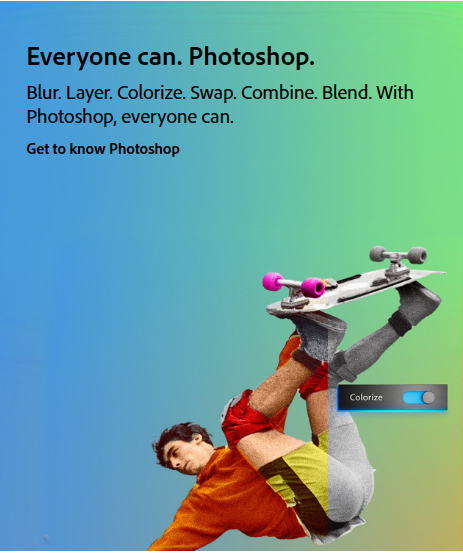 Everyone can. Photoshop.
Blur. Layer. Colorize. Swap. Combine. Blend. With
Photoshop, everyone can.
Get to know Photoshop
Colorize